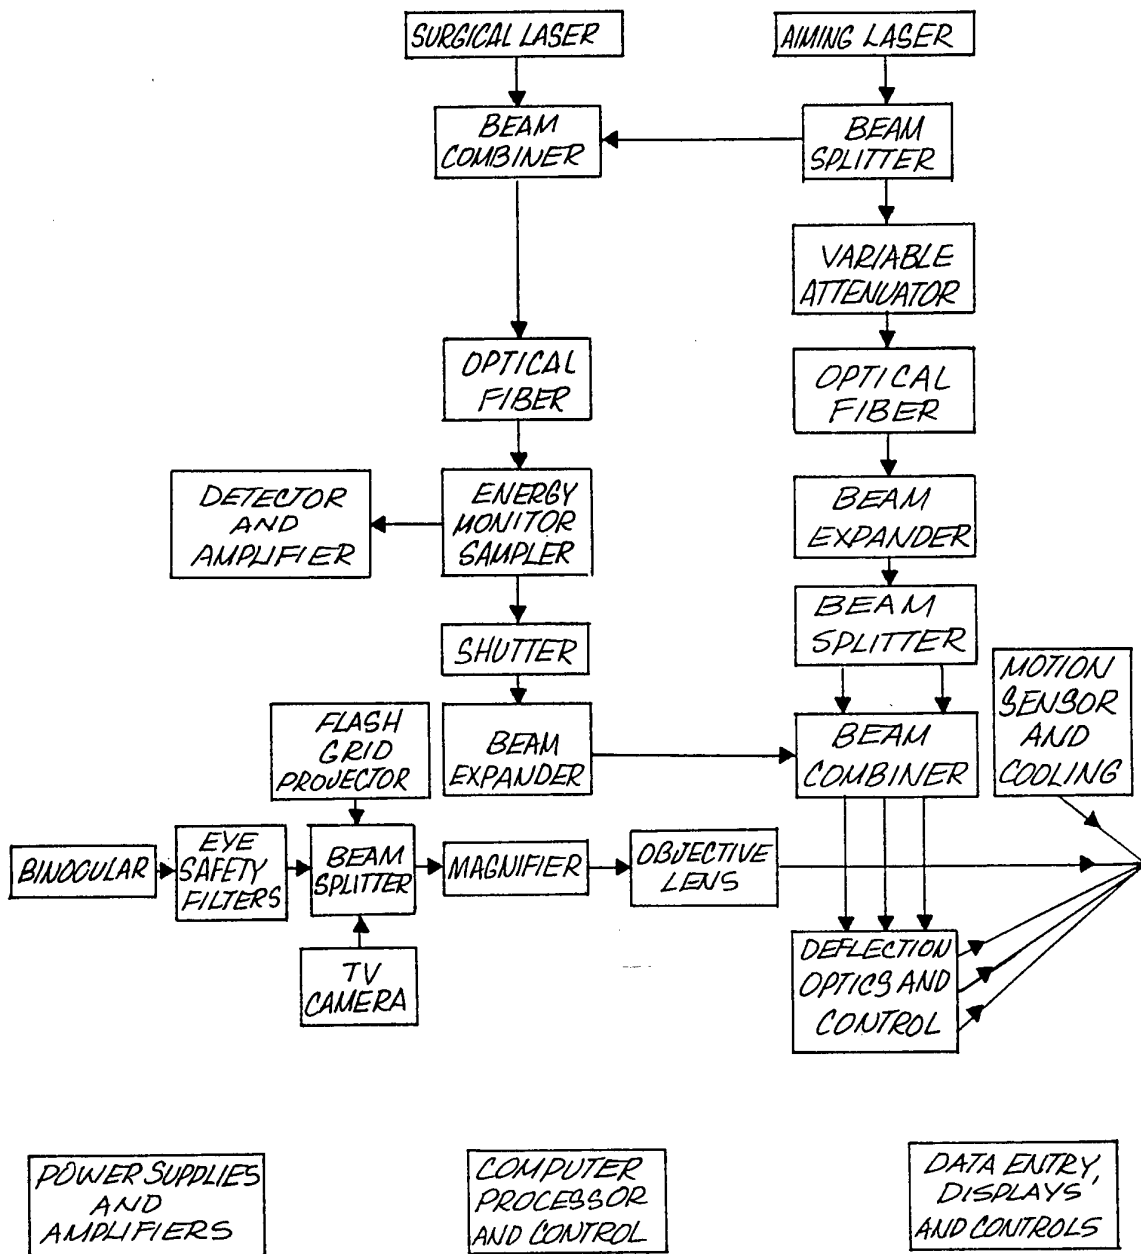 SURGICAL LASER
AIMING LASER
BEAM
COMBINER
BEAM
SPLITTER
VARIABLE
ATTENUATOR
OPTICAL
FIBER
OPTICAL
FIBER
DETECTOR
AND
AMPLIFIER
ENERGY
MONITOR
SAMPLER
BEAM
EXPANDER
SHUTTER
BEAM
SPLITTER
MOTION
SENSOR
AND
COOLING
FLASH
GRID
PROJECTOR
BEAM
EXPANDER
BEAM
COMBINER
BINOCULAR
EYE
SAFETY
FILTERS
BEAM
SPLITTER
MAGNIFIER
OBJECTIVE
LENS
TV
CAMERA
DEFLECTION
OPTICS AND
CONTROL
POWER SUPPLIES
AND
AMPLIFIERS
COMPUTER
PROCESSOR
AND CONTROL
DATA ENTRY,
DISPLAYS
AND CONTROLS